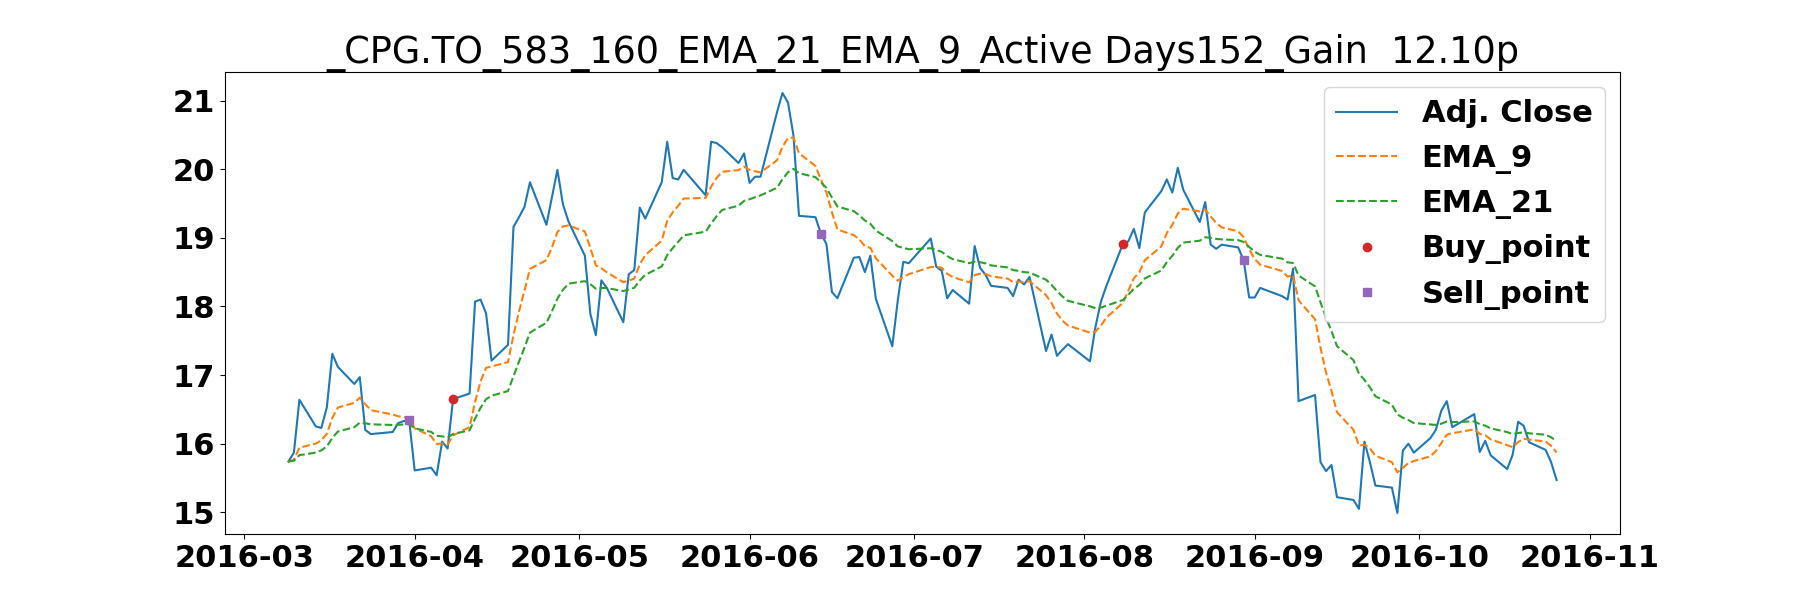 _CPG.TO_583_160_EMA_21_EMA_9_Active Days152_Gain  12.10p
21
20
19
18
17
16
15
Adj. Close
EMA_9
EMA_21
Buy_point
Sell_point
2016-03 2016-04 2016-05 2016-06 2016-07 2016-08 2016-09 2016-10 2016-11